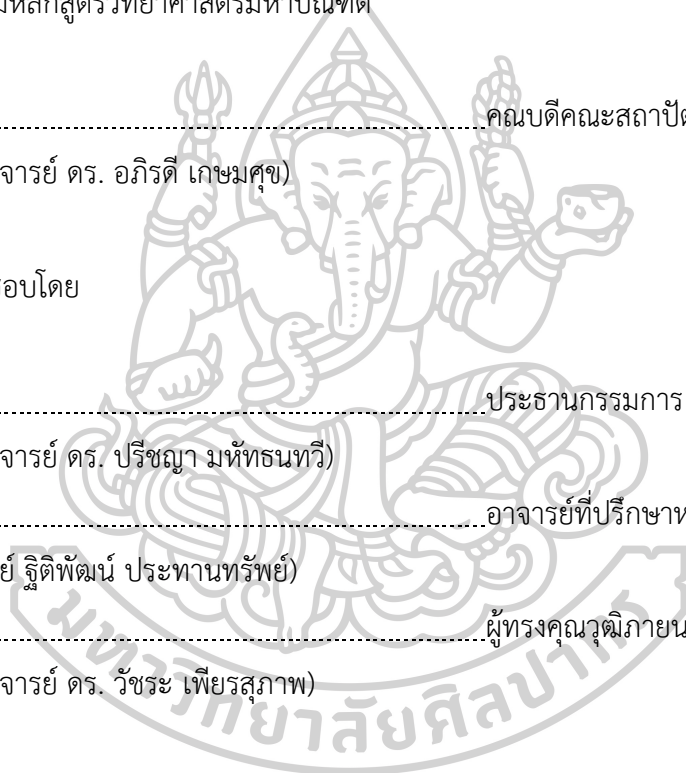 มหลักสูตรวิทยาศาสตรมหาบัณฑิต
คณบดีคณะสถาปัต
จารย์ ดร. อภิรดี เกษมศุข)
สอบโดย
ประธานกรรมการ
จารย์ ดร. ปรีชญา มหัทธนทวี)
อาจารย์ที่ปรึกษาห
ย์ ฐิติพัฒน์ ประทานทรัพย์)
ผู้ทรงคุณวุฒิภายน
จารย์ ดร. วัชระ เพียรสุภาพ)
มหาวิทยาลัยศิลปากร